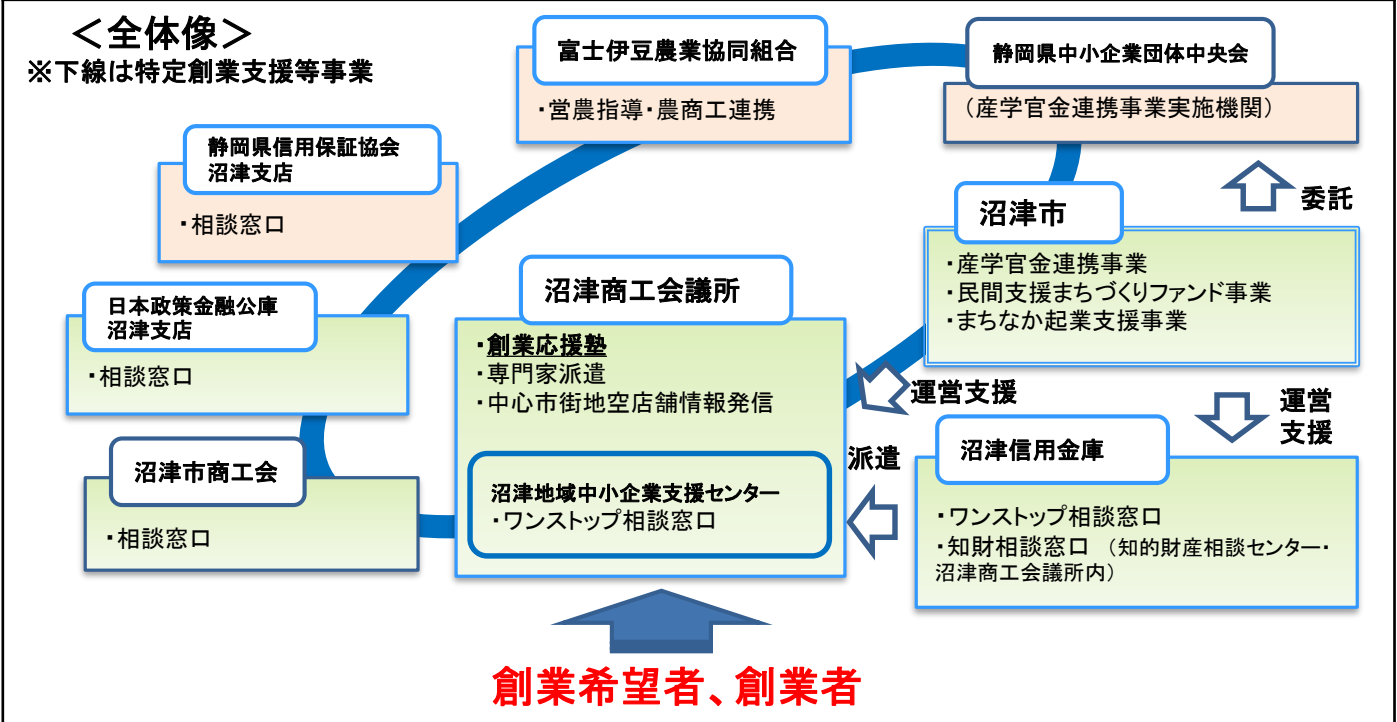 ＜全体像＞
※下線は特定創業支援等事業
富士伊豆農業協同組合
・営農指導・農商工連携
静岡県中小企業団体中央会
（産学官金連携事業実施機関）
静岡県信用保証協会
沼津支店
・相談窓口
委託
沼津市
・産学官金連携事業
・民間支援まちづくりファンド事業
・まちなか起業支援事業
日本政策金融公庫
沼津支店
・相談窓口
沼津商工会議所
・創業応援塾
・専門家派遣
・中心市街地空店舗情報発信
運営支援
運営
支援
沼津市商工会
・相談窓口
沼津地域中小企業支援センター
・ワンストップ相談窓口
派遣
沼津信用金庫
・ワンストップ相談窓口
・知財相談窓口　（知的財産相談センター・
沼津商工会議所内）
創業希望者、創業者